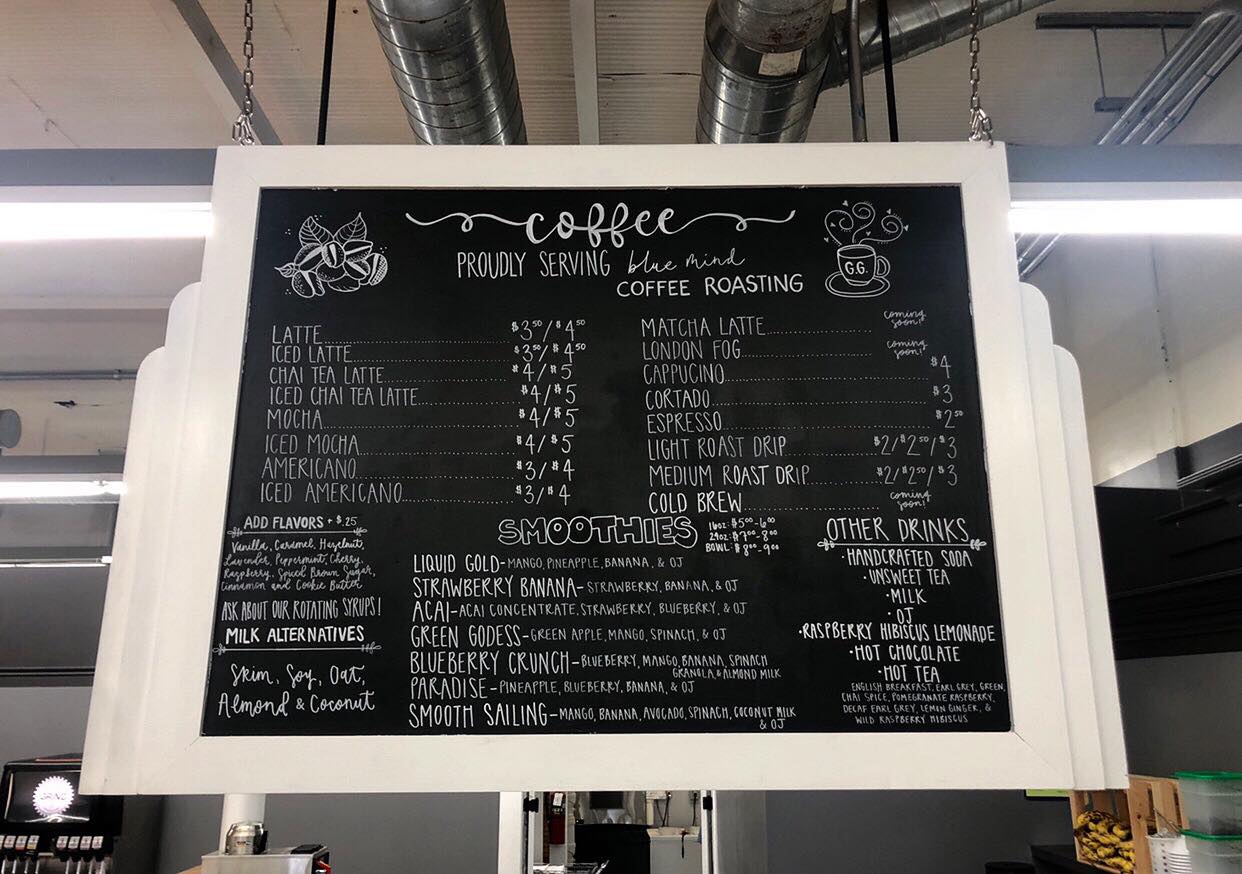 coffee
PROUDLY SERVING blue mind
COFFEE ROASTING
G.G.
LATTE $3.50/$4.50
ICED LATTE $3.50/$4.50
CHAI TEA LATTE $4/$5
ICED CHAI TEA LATTE $4/$5
MOCHA $4/$5
ICED MOCHA $4/$5
AMERICANO $3/$4
ICED AMERICANO $3/$4
MATCHA LATTE coming soon!
LONDON FOG coming soon!
CAPPUCINO $4
CORTADO $3
ESPRESSO $2.50
LIGHT ROAST DRIP $2/$2.50/$3
MEDIUM ROAST DRIP $2/$2.50/$3
COLD BREW coming soon!
ADD FLAVORS + $.25
Vanilla, Caramel, Hazelnut,
Lavender, Peppermint, Cherry,
Raspberry, Spiced Brown Sugar,
Cinnamon and Cookie Butter
ASK ABOUT OUR ROTATING SYRUPS!
MILK ALTERNATIVES
Skim, Soy, Oat,
Almond & Coconut
SMOOTHIES
16oz: $5.00-6.00
24oz: $7.00-8.00
BOWL: $8.00-9.00
LIQUID GOLD-MANGO, PINEAPPLE, BANANA, & OJ
STRAWBERRY BANANA-STRAWBERRY, BANANA, & OJ
ACAI-ACAI CONCENTRATE, STRAWBERRY, BLUEBERRY, & OJ
GREEN GODESS-GREEN APPLE, MANGO, SPINACH, & OJ
BLUEBERRY CRUNCH-BLUEBERRY, MANGO, BANANA, SPINACH
GRANOLA & ALMOND MILK
PARADISE-PINEAPPLE, BLUEBERRY, BANANA, & OJ
SMOOTH SAILING-MANGO, BANANA, AVOCADO, SPINACH, COCONUT MILK
& OJ
OTHER DRINKS
·HANDCRAFTED SODA
·UNSWEET TEA
·MILK
·OJ
·RASPBERRY HIBISCUS LEMONADE
·HOT CHOCOLATE
·HOT TEA
ENGLISH BREAKFAST, EARL GREY, GREEN,
CHAI SPICE, POMEGRANATE RASPBERRY,
DECAF EARL GREY, LEMON GINGER, &
WILD RASPBERRY HIBISCUS